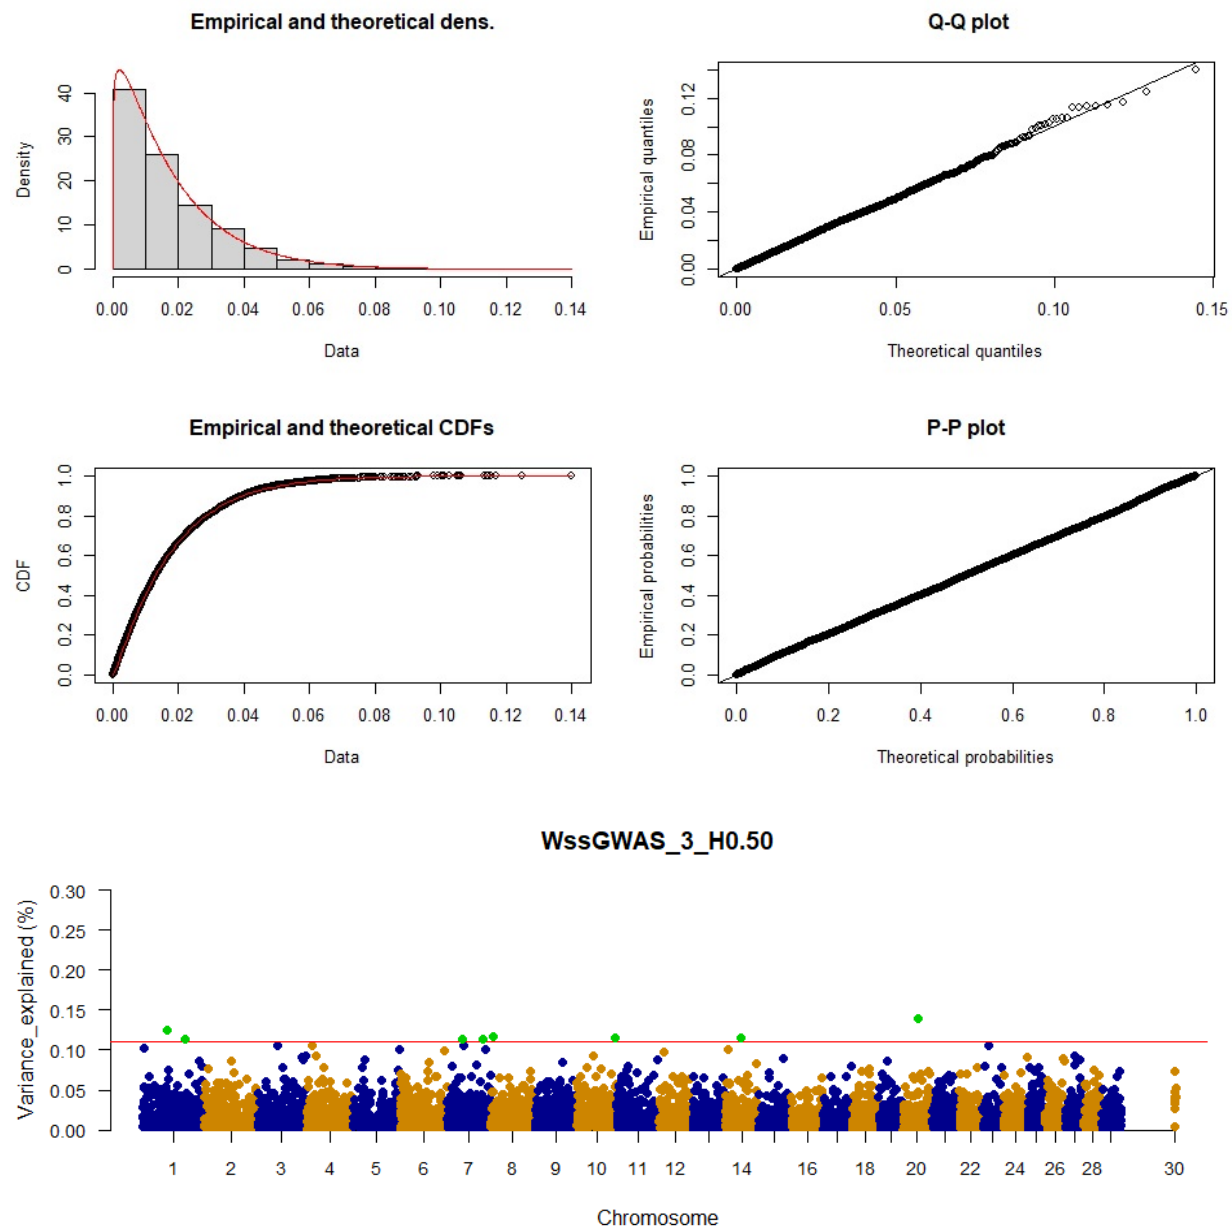 Empirical and theoretical dens.
Density
0 10 20 30 40
0.00 0.02 0.04 0.06 0.08 0.10 0.12 0.14
Data
Q-Q plot
Empirical quantiles
0.00 0.04 0.08 0.12
0.00 0.05 0.10 0.15
Theoretical quantiles
Empirical and theoretical CDFs
CDF
0.0 0.2 0.4 0.6 0.8 1.0
0.00 0.02 0.04 0.06 0.08 0.10 0.12 0.14
Data
P-P plot
Empirical probabilities
0.0 0.2 0.4 0.6 0.8 1.0
0.0 0.2 0.4 0.6 0.8 1.0
Theoretical probabilities
WssGWAS_3_H0.50
Variance_explained (%)
0.30
0.25
0.20
0.15
0.10
0.05
0.00
1 2 3 4 5 6 7 8 9 10 11 12 14 16 18 20 22 24 26 28 30
Chromosome